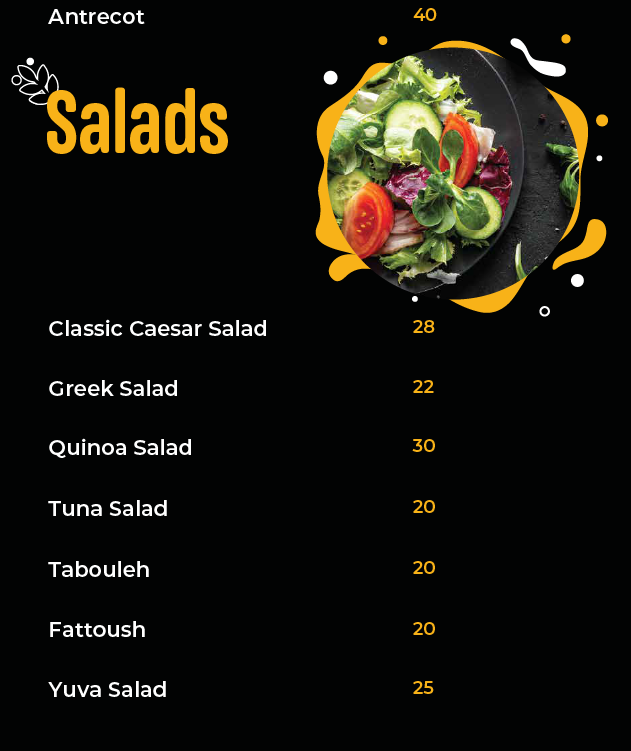 Antrecot 40
Salads
Classic Caesar Salad 28
Greek Salad 22
Quinoa Salad 30
Tuna Salad 20
Tabouleh 20
Fattoush 20
Yuva Salad 25